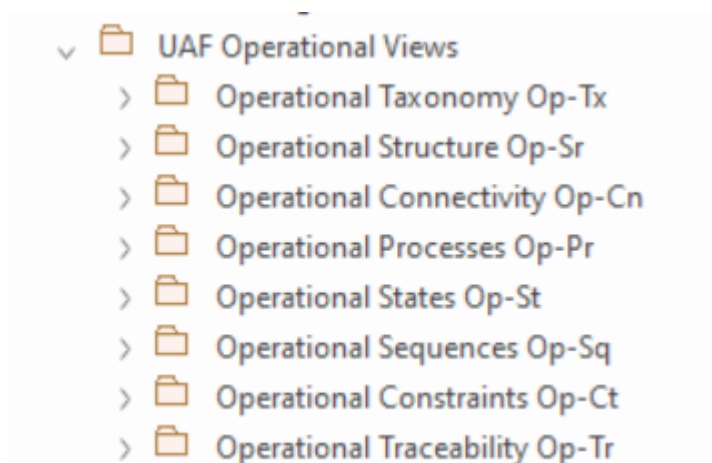 UAF Operational Views
Operational Taxonomy Op-Tx
Operational Structure Op-Sr
Operational Connectivity Op-Cn
Operational Processes Op-Pr
Operational States Op-St
Operational Sequences Op-Sq
Operational Constraints Op-Ct
Operational Traceability Op-Tr